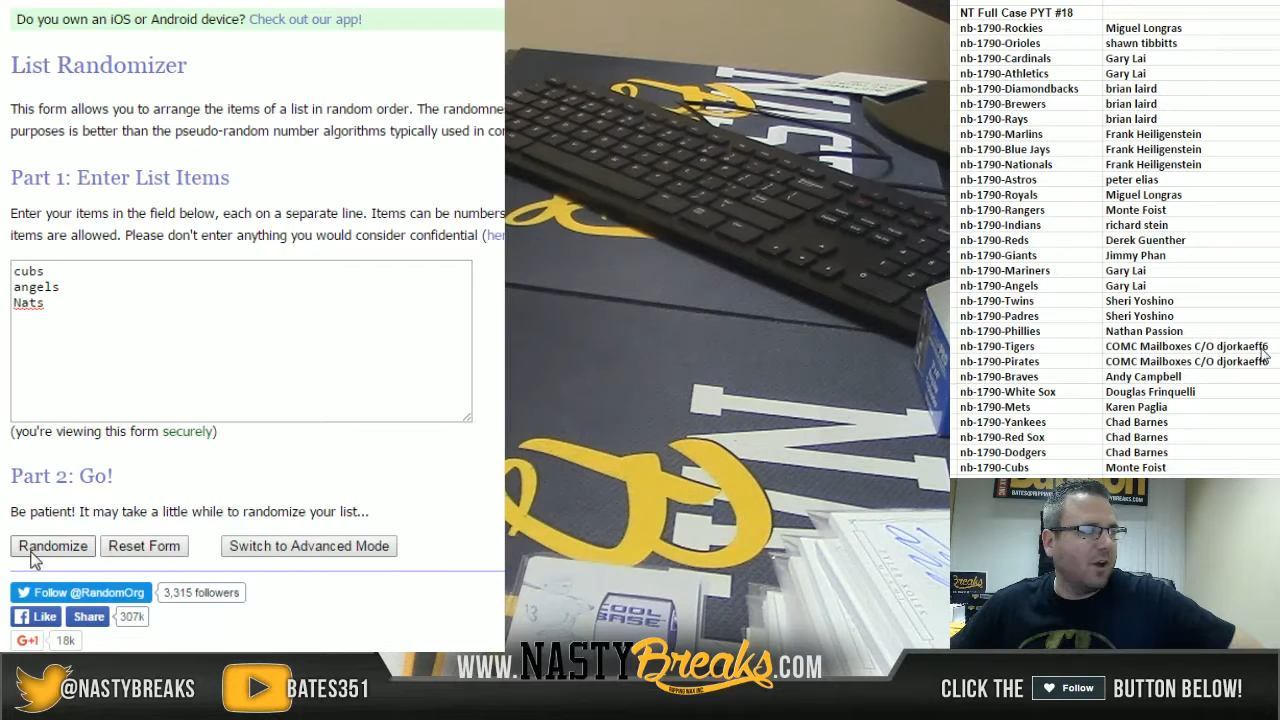 Do you own an iOS or Android device? Check out our app!
List Randomizer
This form allows you to arrange the items of a list in random order. The randomne
purposes is better than the pseudo-random number algorithms typically used in com
Part 1: Enter List Items
Enter your items in the field below, each on a separate line. Items can be numbers
items are allowed. Please don't enter anything you would consider confidential (her
cubs
angels
Nats
(you're viewing this form securely)
Part 2: Go!
Be patient! It may take a little while to randomize your list...
Randomize Reset Form Switch to Advanced Mode
Follow @RandomOrg 3,315 followers
Like Share 307k
G+1 18k
COOL
BASE
NT Full Case PYT #18
nb-1790-Rockies Miguel Longras
nb-1790-Orioles shawn tibbitts
nb-1790-Cardinals Gary Lai
nb-1790-Athletics Gary Lai
nb-1790-Diamondbacks brian laird
nb-1790-Brewers brian laird
nb-1790-Rays brian laird
nb-1790-Marlins Frank Heiligenstein
nb-1790-Blue Jays Frank Heiligenstein
nb-1790-Nationals Frank Heiligenstein
nb-1790-Astros peter elias
nb-1790-Royals Miguel Longras
nb-1790-Rangers Monte Foist
nb-1790-Indians richard stein
nb-1790-Reds Derek Guenther
nb-1790-Giants Jimmy Phan
nb-1790-Mariners Gary Lai
nb-1790-Angels Gary Lai
nb-1790-Twins Sheri Yoshino
nb-1790-Padres Sheri Yoshino
nb-1790-Phillies Nathan Passion
nb-1790-Tigers COMC Mailboxes C/O djorkaeff6
nb-1790-Pirates COMC Mailboxes C/O djorkaeff6
nb-1790-Braves Andy Campbell
nb-1790-White Sox Douglas Frinquelli
nb-1790-Mets Karen Paglia
nb-1790-Yankees Chad Barnes
nb-1790-Red Sox Chad Barnes
nb-1790-Dodgers Chad Barnes
nb-1790-Cubs Monte Foist
@NASTYBREAKS
BATES351
WWW.NASTYBreaks.COM
RIPPING WAX INC.
CLICK THE Follow BUTTON BELOW!